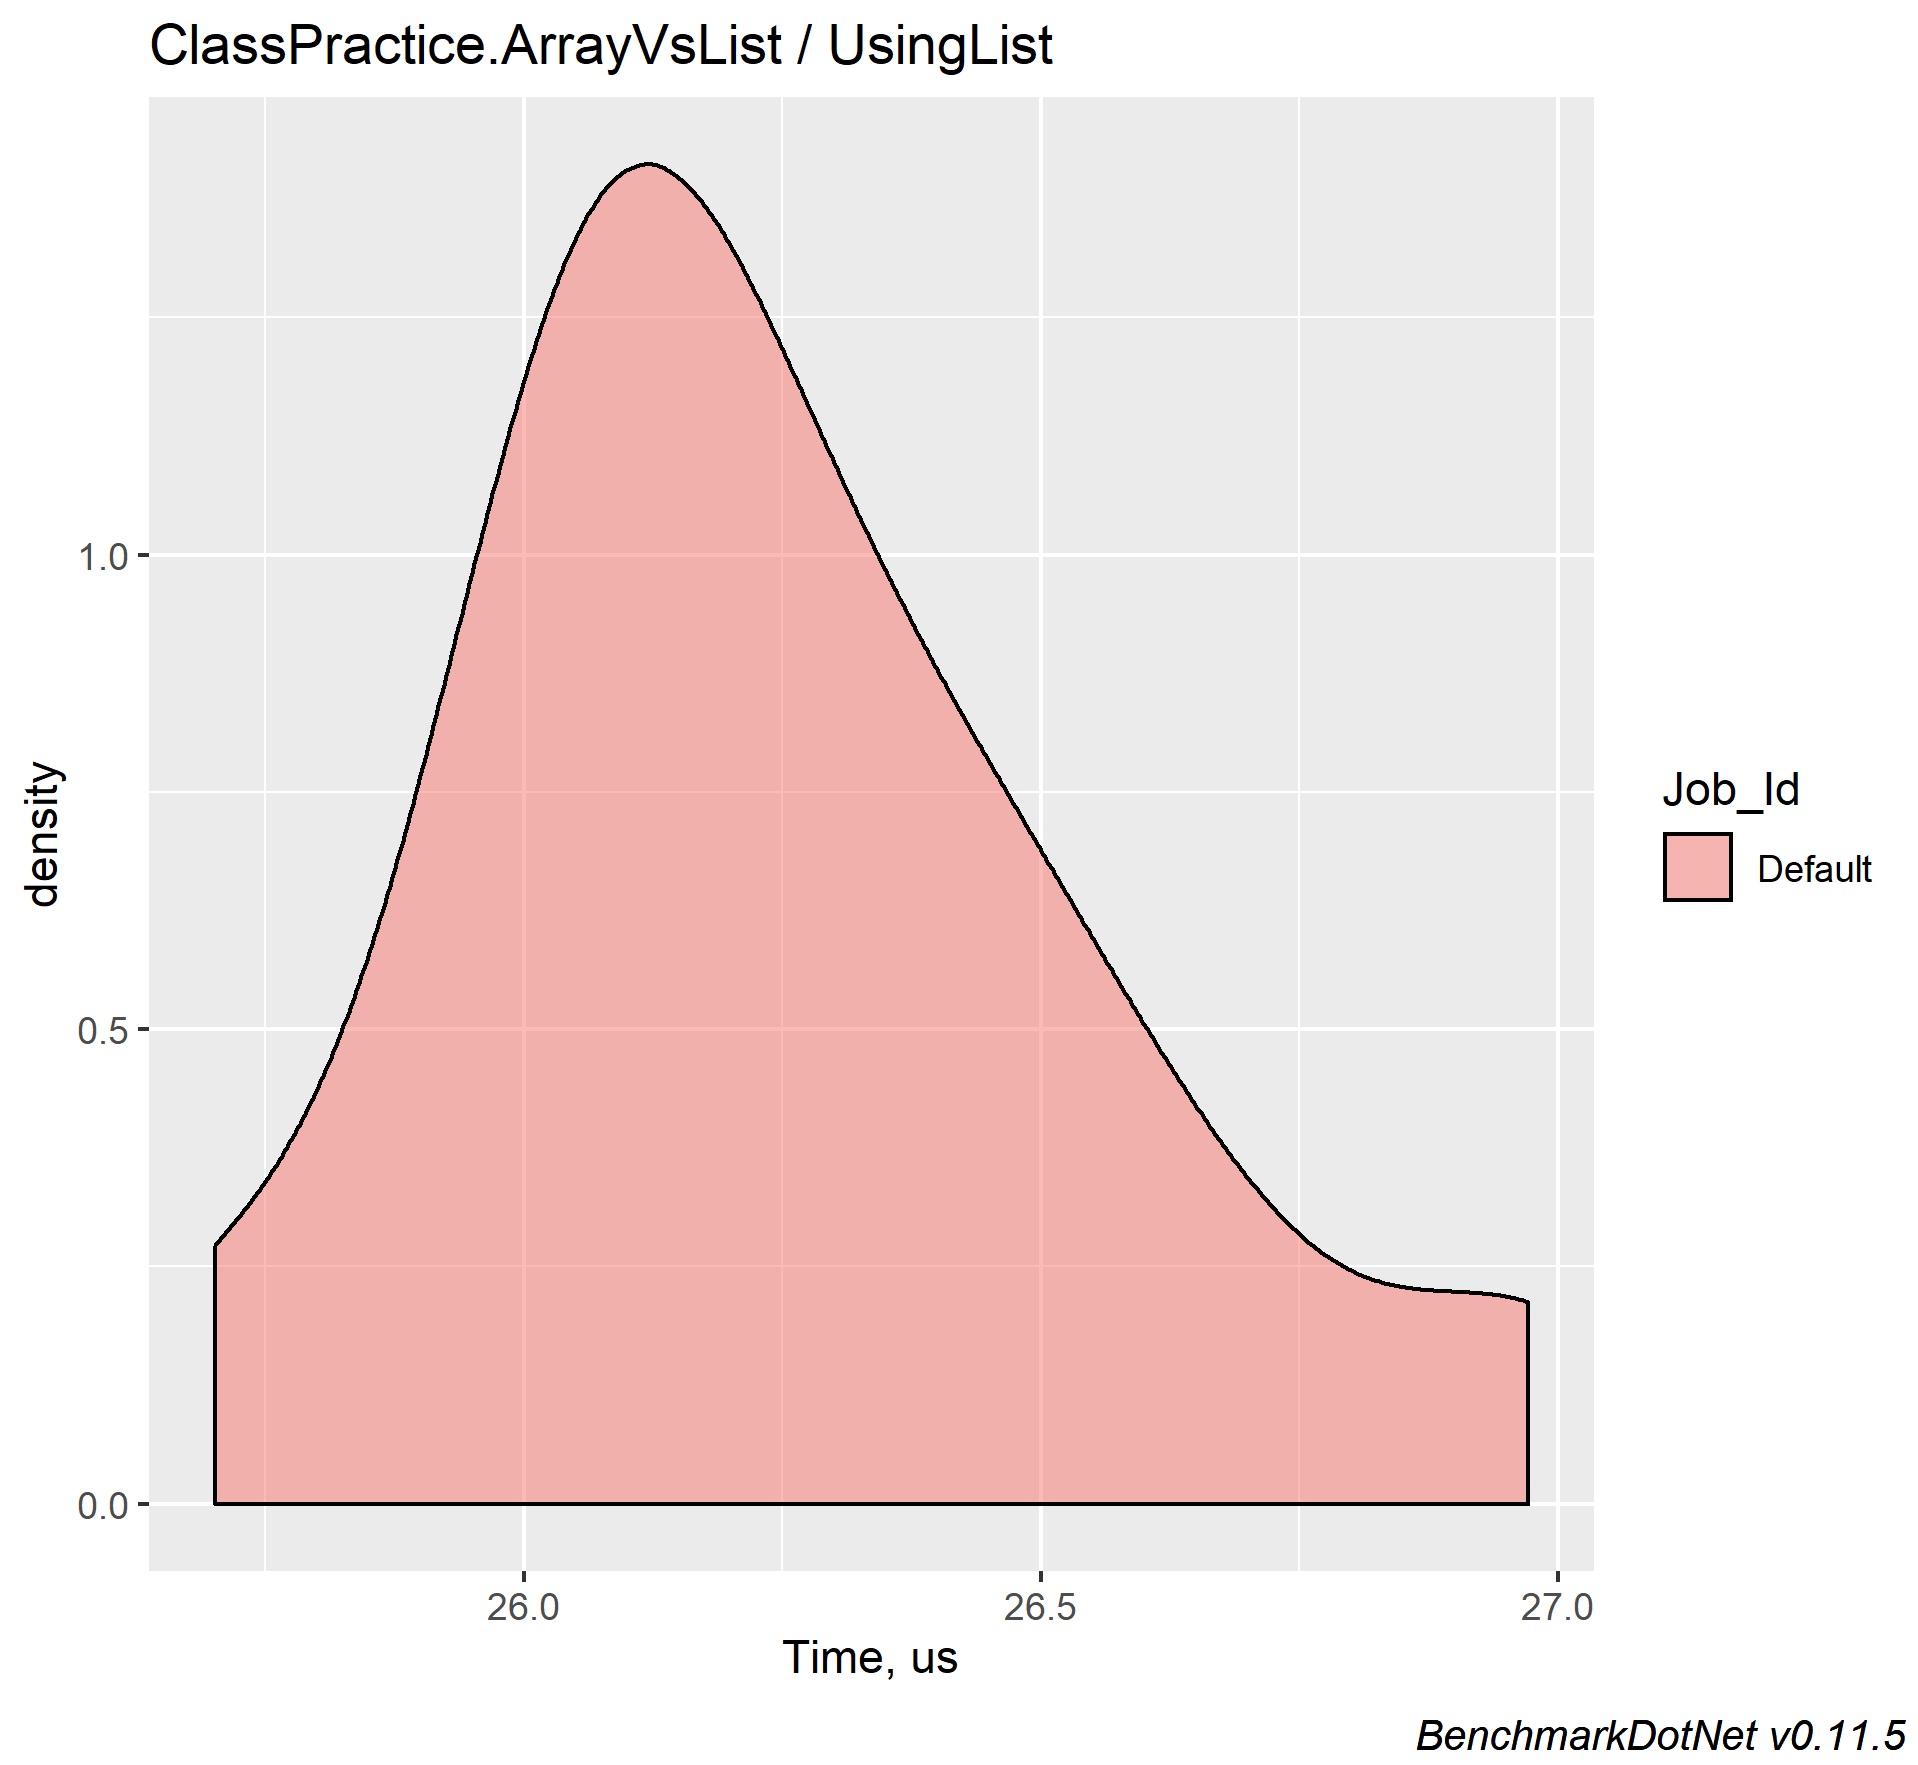 ClassPractice.ArrayVsList / UsingList
density
1.0
0.5
0.0
26.0
26.5
27.0
Time, us
Job_Id
Default
BenchmarkDotNet v0.11.5